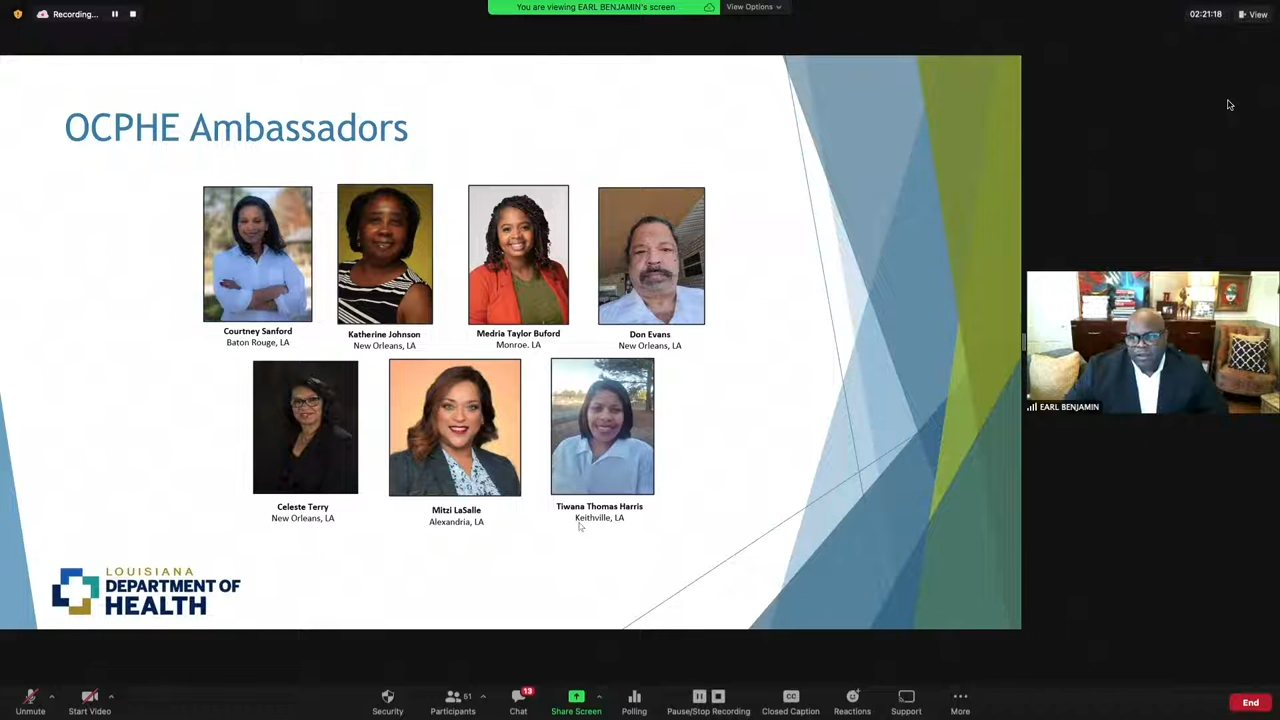 Recording...
You are viewing EARL BENJAMIN's screen
View Options
02:21:18
View
OCPHE Ambassadors
Courtney Sanford
Baton Rouge, LA
Katherine Johnson
New Orleans, LA
Medria Taylor Buford
Monroe. LA
Don Evans
New Orleans, LA
Celeste Terry
New Orleans, LA
Mitzi LaSalle
Alexandria, LA
Tiwana Thomas Harris
Keithville, LA
EARL BENJAMIN
LOUISIANA
DEPARTMENT OF
HEALTH
Unmute
Start Video
Security
51
Participants
13
Chat
Share Screen
Polling
Pause/Stop Recording
CC
Closed Caption
Reactions
Support
More
End